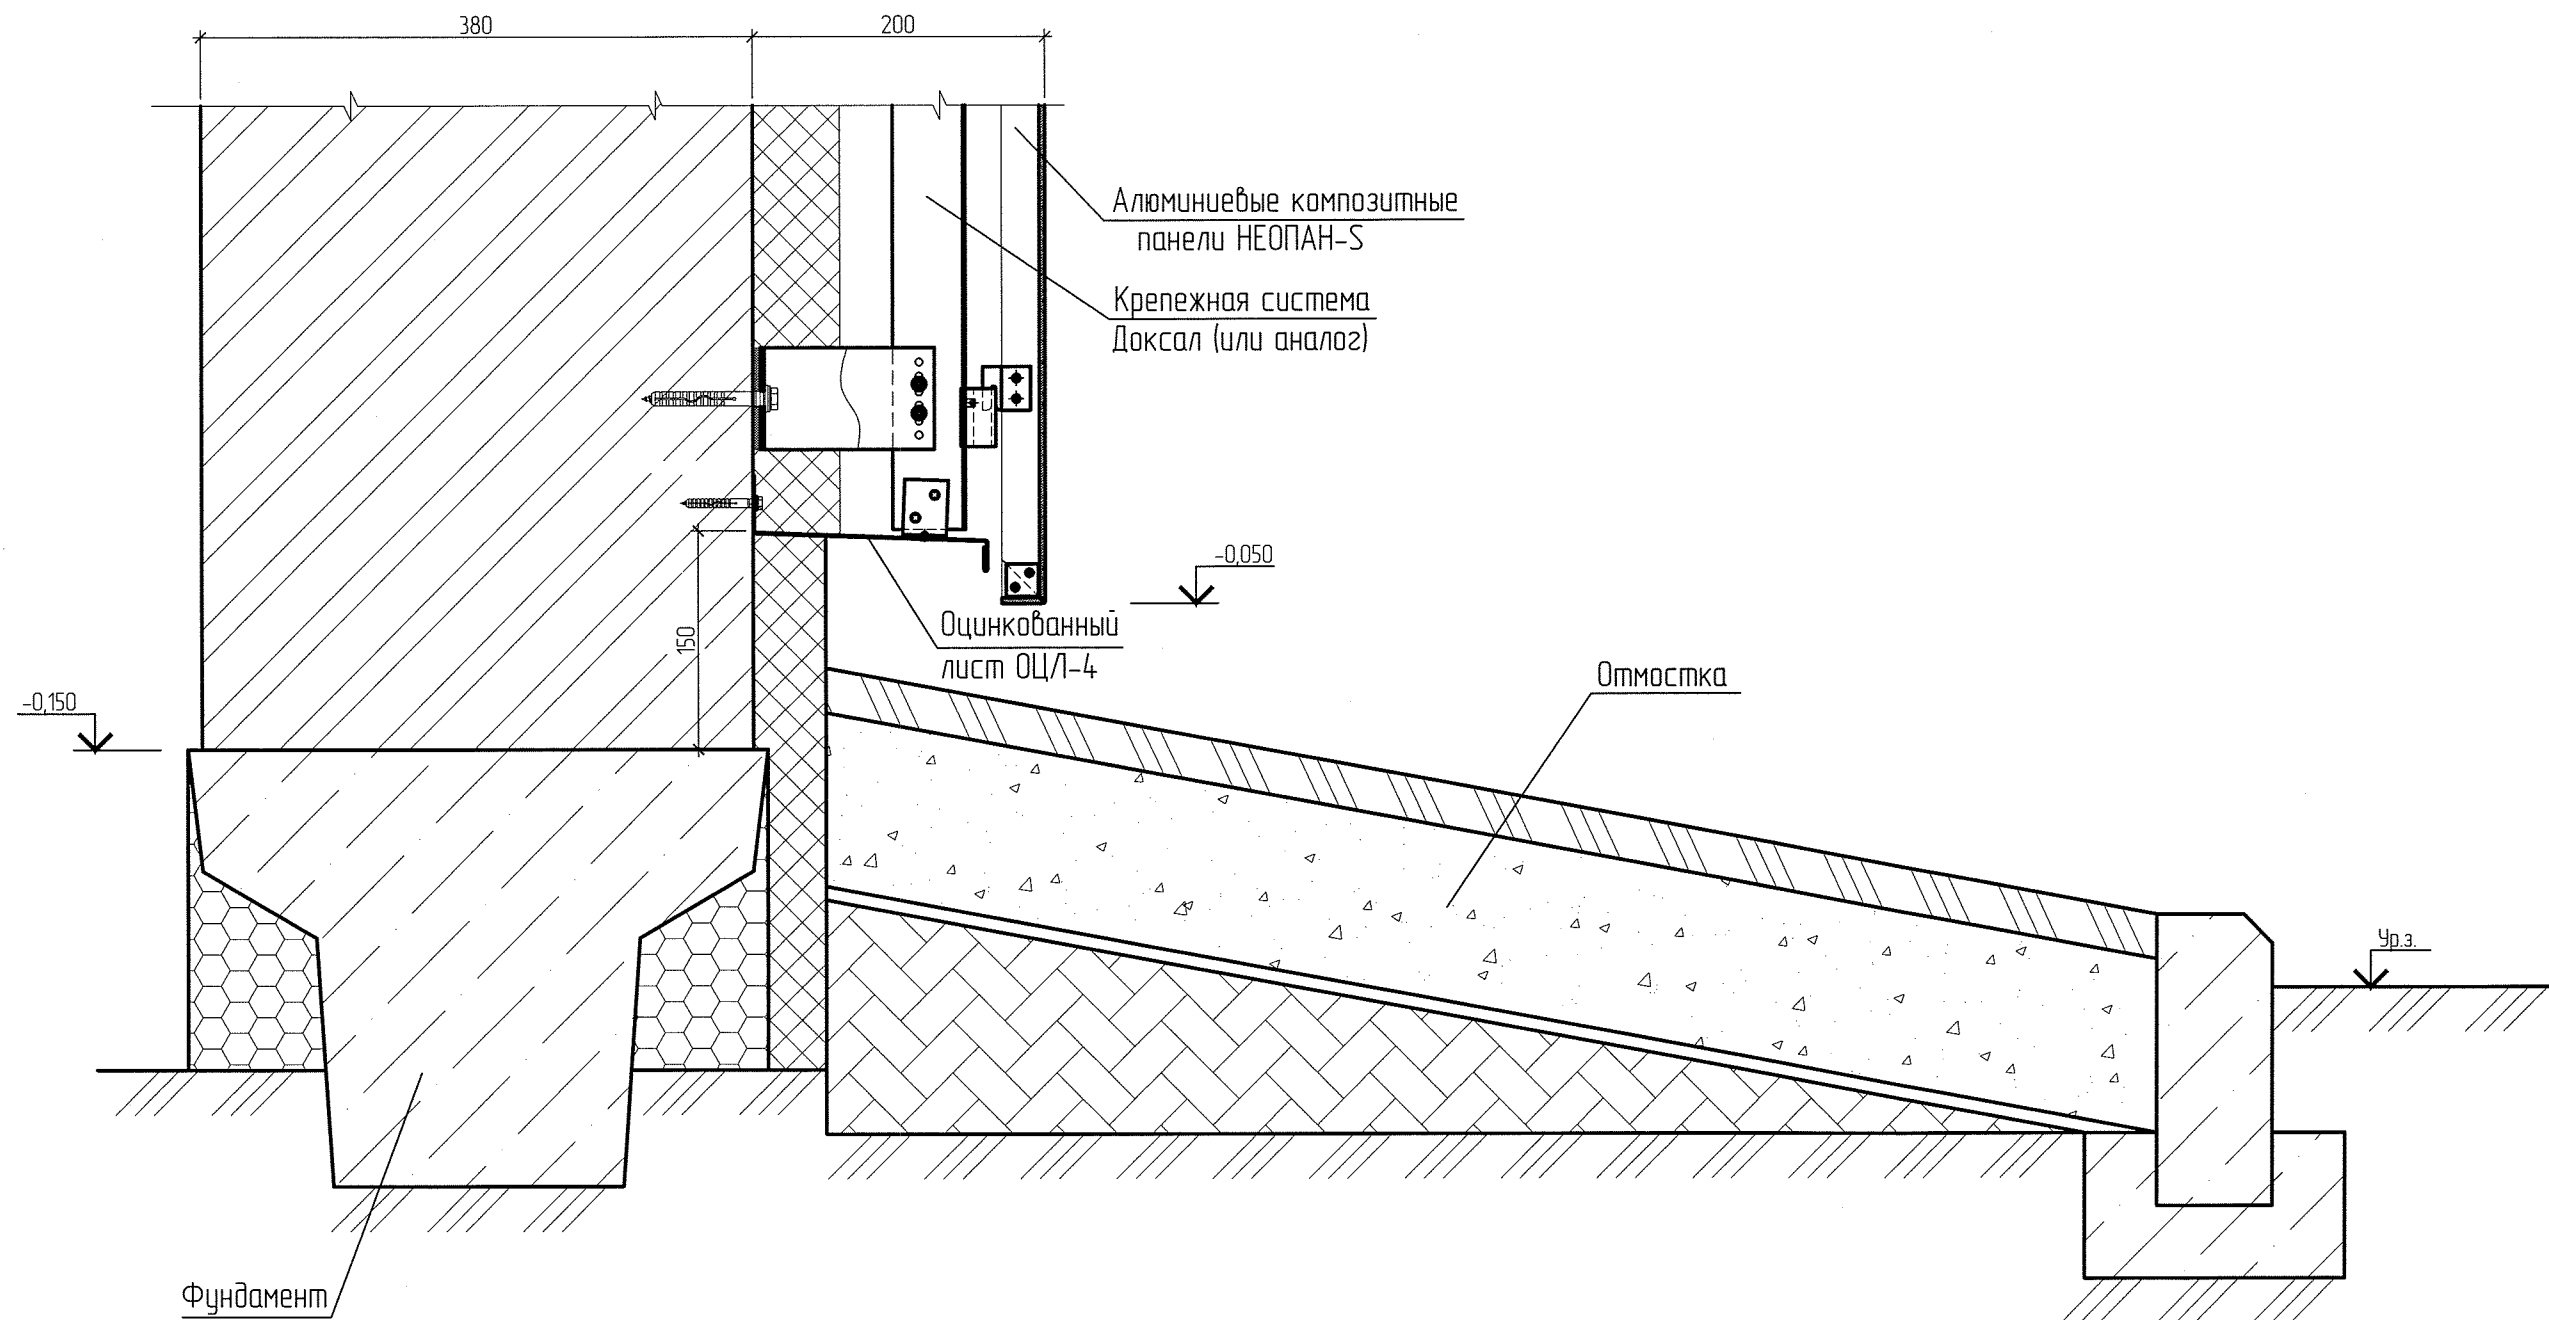 380
200
Алюминиевые композитные
панели НЕОПАН-S
Крепежная система
Доксал (или аналог)
-0,050
Оцинкованный
лист ОЦЛ-4
150
Отмостка
-0,150
Ур.з.
Фундамент